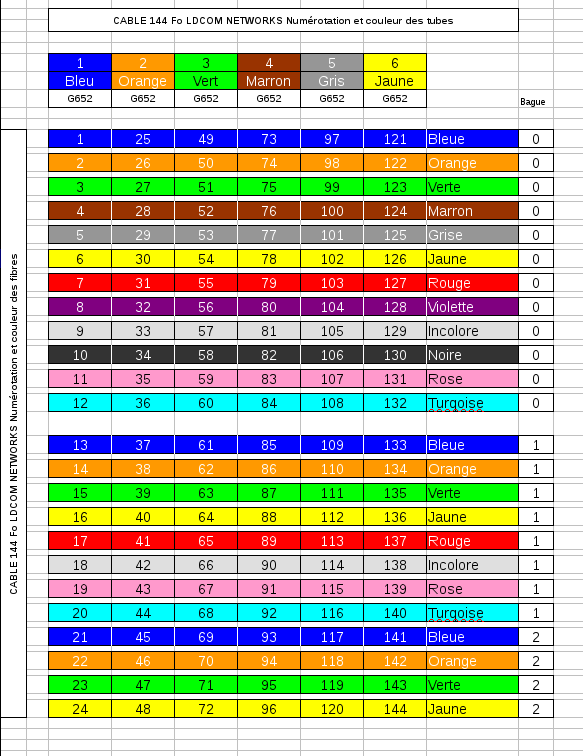 CABLE 144 Fo LDCOM NETWORKS Numérotation et couleur des tubes
1 2 3 4 5 6
Bleu Orange Vert Marron Gris Jaune
G652 G652 G652 G652 G652 G652
Bague
CABLE 144 Fo LDCOM NETWORKS Numérotation et couleur des fibres
1 25 49 73 97 121 Bleue 0
2 26 50 74 98 122 Orange 0
3 27 51 75 99 123 Verte 0
4 28 52 76 100 124 Marron 0
5 29 53 77 101 125 Grise 0
6 30 54 78 102 126 Jaune 0
7 31 55 79 103 127 Rouge 0
8 32 56 80 104 128 Violette 0
9 33 57 81 105 129 Incolore 0
10 34 58 82 106 130 Noire 0
11 35 59 83 107 131 Rose 0
12 36 60 84 108 132 Turqoise 0
13 37 61 85 109 133 Bleue 1
14 38 62 86 110 134 Orange 1
15 39 63 87 111 135 Verte 1
16 40 64 88 112 136 Jaune 1
17 41 65 89 113 137 Rouge 1
18 42 66 90 114 138 Incolore 1
19 43 67 91 115 139 Rose 1
20 44 68 92 116 140 Turqoise 1
21 45 69 93 117 141 Bleue 2
22 46 70 94 118 142 Orange 2
23 47 71 95 119 143 Verte 2
24 48 72 96 120 144 Jaune 2